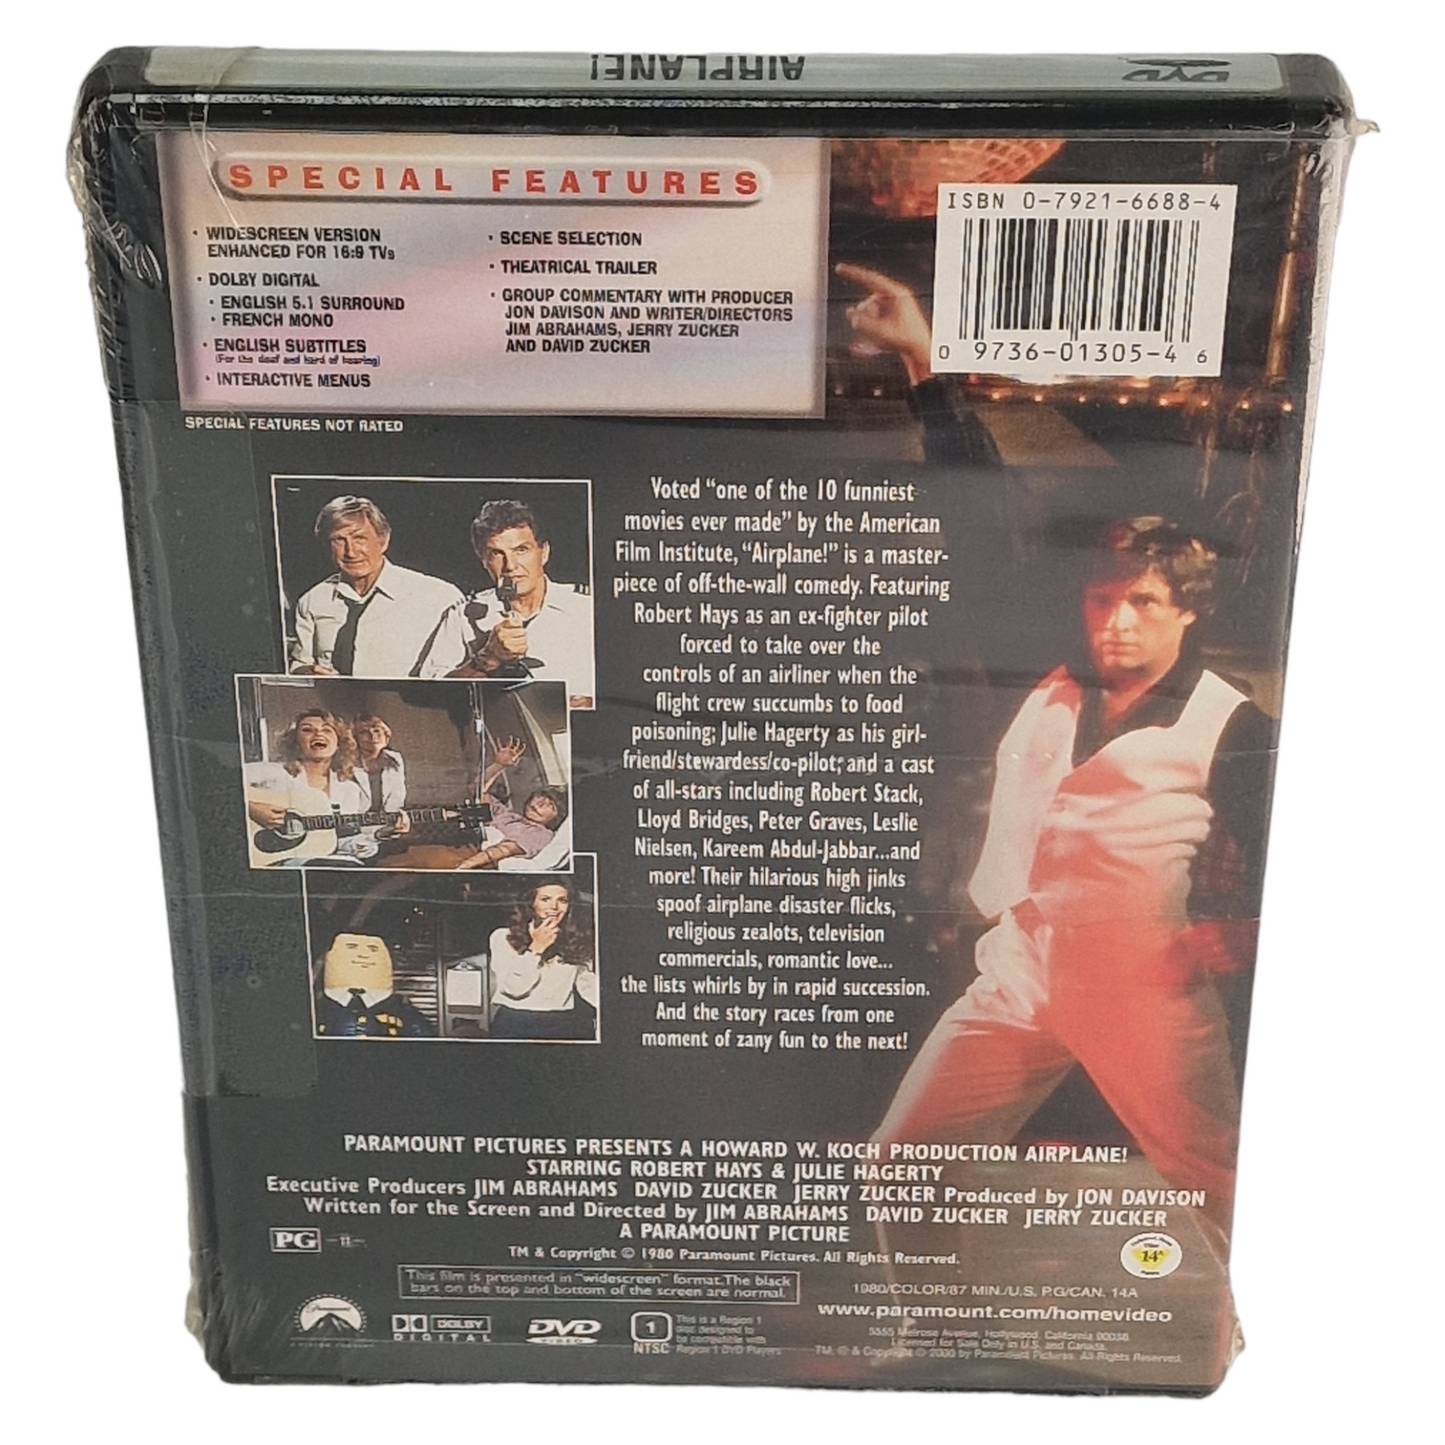 AIRPLANE!
DVD
SPECIAL FEATURES
• WIDESCREEN VERSION
ENHANCED FOR 16:9 TVs
• DOLBY DIGITAL
• ENGLISH 5.1 SURROUND
• FRENCH MONO
• ENGLISH SUBTITLES
(For the deaf and hard of hearing)
• INTERACTIVE MENUS
• SCENE SELECTION
• THEATRICAL TRAILER
• GROUP COMMENTARY WITH PRODUCER
JON DAVISON AND WRITER/DIRECTORS
JIM ABRAHAMS, JERRY ZUCKER
AND DAVID ZUCKER
SPECIAL FEATURES NOT RATED
ISBN 0-7921-6688-4
0 9736-01305-4 6
Voted “one of the 10 funniest
movies ever made” by the American
Film Institute, “Airplane!” is a master-
piece of off-the-wall comedy. Featuring
Robert Hays as an ex-fighter pilot
forced to take over the
controls of an airliner when the
flight crew succumbs to food
poisoning; Julie Hagerty as his girl-
friend/stewardess/co-pilot; and a cast
of all-stars including Robert Stack,
Lloyd Bridges, Peter Graves, Leslie
Nielsen, Kareem Abdul-Jabbar...and
more! Their hilarious high jinks
spoof airplane disaster flicks,
religious zealots, television
commercials, romantic love...
the lists whirls by in rapid succession.
And the story races from one
moment of zany fun to the next!
PARAMOUNT PICTURES PRESENTS A HOWARD W. KOCH PRODUCTION AIRPLANE!
STARRING ROBERT HAYS & JULIE HAGERTY
Executive Producers JIM ABRAHAMS DAVID ZUCKER JERRY ZUCKER Produced by JON DAVISON
Written for the Screen and Directed by JIM ABRAHAMS DAVID ZUCKER JERRY ZUCKER
A PARAMOUNT PICTURE
TM & Copyright © 1980 Paramount Pictures. All Rights Reserved.
PG
14A
This film is presented in "widescreen" format. The black
bars on the top and bottom of the screen are normal.
1980/COLOR/87 MIN./U.S. PG/CAN. 14A
www.paramount.com/homevideo
Paramount
DOLBY
DIGITAL
DVD
VIDEO
1
NTSC
This is a Region 1
disc designed to
be compatible with
Region 1 DVD Players
5555 Melrose Avenue, Hollywood, California 90038
Licensed for Sale Only in U.S. and Canada.
TM, ® & Copyright © 2000 by Paramount Pictures. All Rights Reserved.